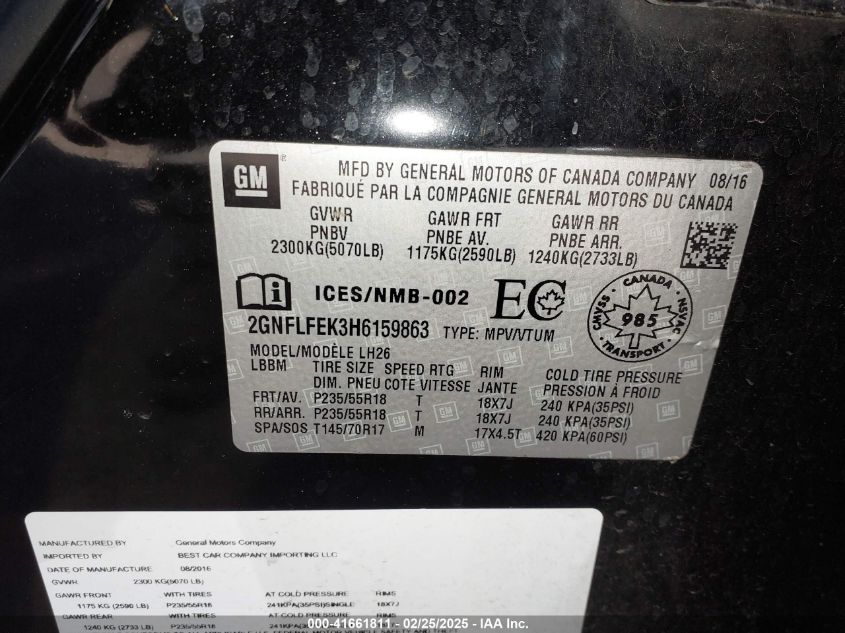 GM ®
MFD BY GENERAL MOTORS OF CANADA COMPANY 08/16
FABRIQUÉ PAR LA COMPAGNIE GENERAL MOTORS DU CANADA
GVWR GAWR FRT GAWR RR
PNBV PNBE AV. PNBE ARR.
2300KG(5070LB) 1175KG(2590LB) 1240KG(2733LB)
ICES/NMB-002 EC
CANADA
CMVSS 985 NSVAC
TRANSPORT
2GNFLFEK3H6159863 TYPE: MPV/VTUM
MODEL/MODÈLE LH26
LBBM TIRE SIZE SPEED RTG RIM COLD TIRE PRESSURE
DIM. PNEU COTE VITESSE JANTE PRESSION À FROID
FRT/AV. P235/55R18 T 18X7J 240 KPA(35PSI)
RR/ARR. P235/55R18 T 18X7J 240 KPA(35PSI)
SPA/SOS T145/70R17 M 17X4.5T 420 KPA(60PSI)
MANUFACTURED BY General Motors Company
IMPORTED BY BEST CAR COMPANY IMPORTING LLC
DATE OF MANUFACTURE 08/2016
GVWR 2300 KG(5070 LB)
GAWR FRONT WITH TIRES AT COLD PRESSURE RIMS
1175 KG (2590 LB) P235/55R18 241KPA(35PSI)SINGLE 18X7J
GAWR REAR WITH TIRES AT COLD PRESSURE RIMS
1240 KG (2733 LB) P235/55R18
000-41661811 - 02/25/2025 - IAAI, Inc.